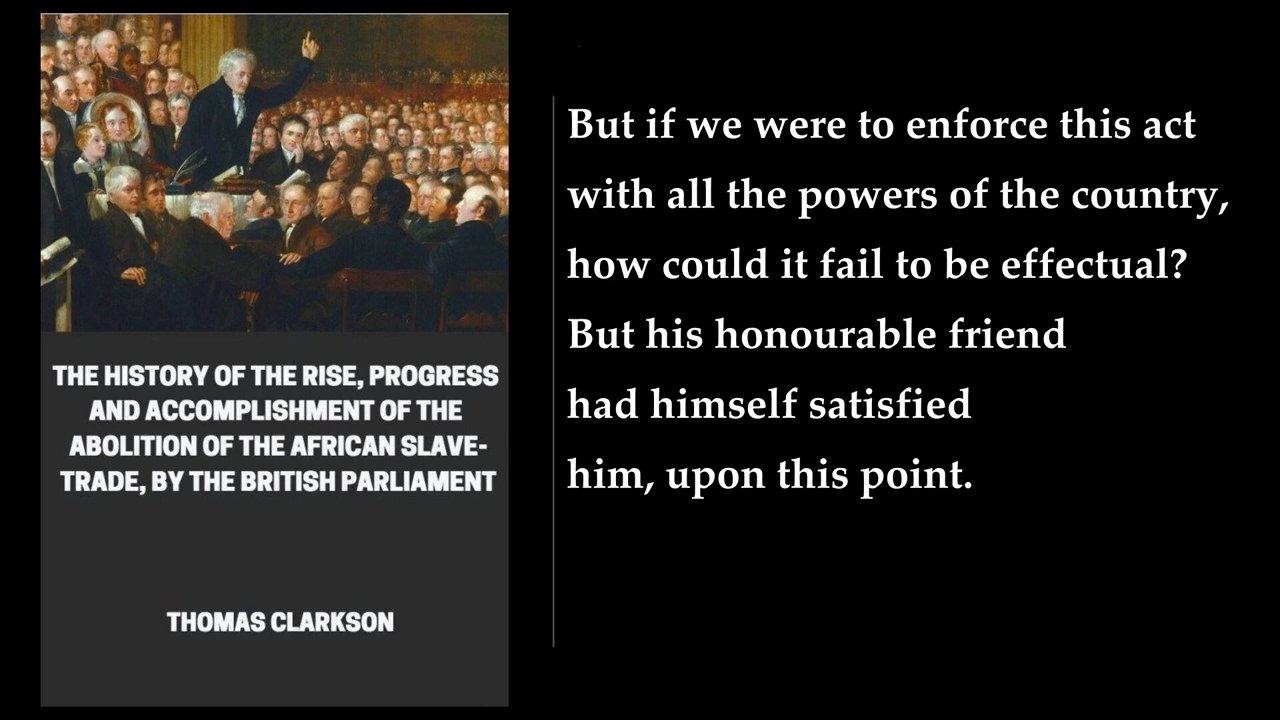 THE HISTORY OF THE RISE, PROGRESS
AND ACCOMPLISHMENT OF THE
ABOLITION OF THE AFRICAN SLAVE-
TRADE, BY THE BRITISH PARLIAMENT
THOMAS CLARKSON
But if we were to enforce this act
with all the powers of the country,
how could it fail to be effectual?
But his honourable friend
had himself satisfied
him, upon this point.